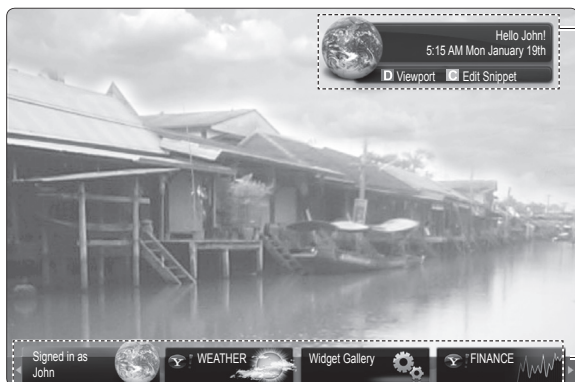 Hello John!
5:15 AM Mon January 19th
D Viewport C Edit Snippet
Signed in as
John
WEATHER
Widget Gallery
FINANCE